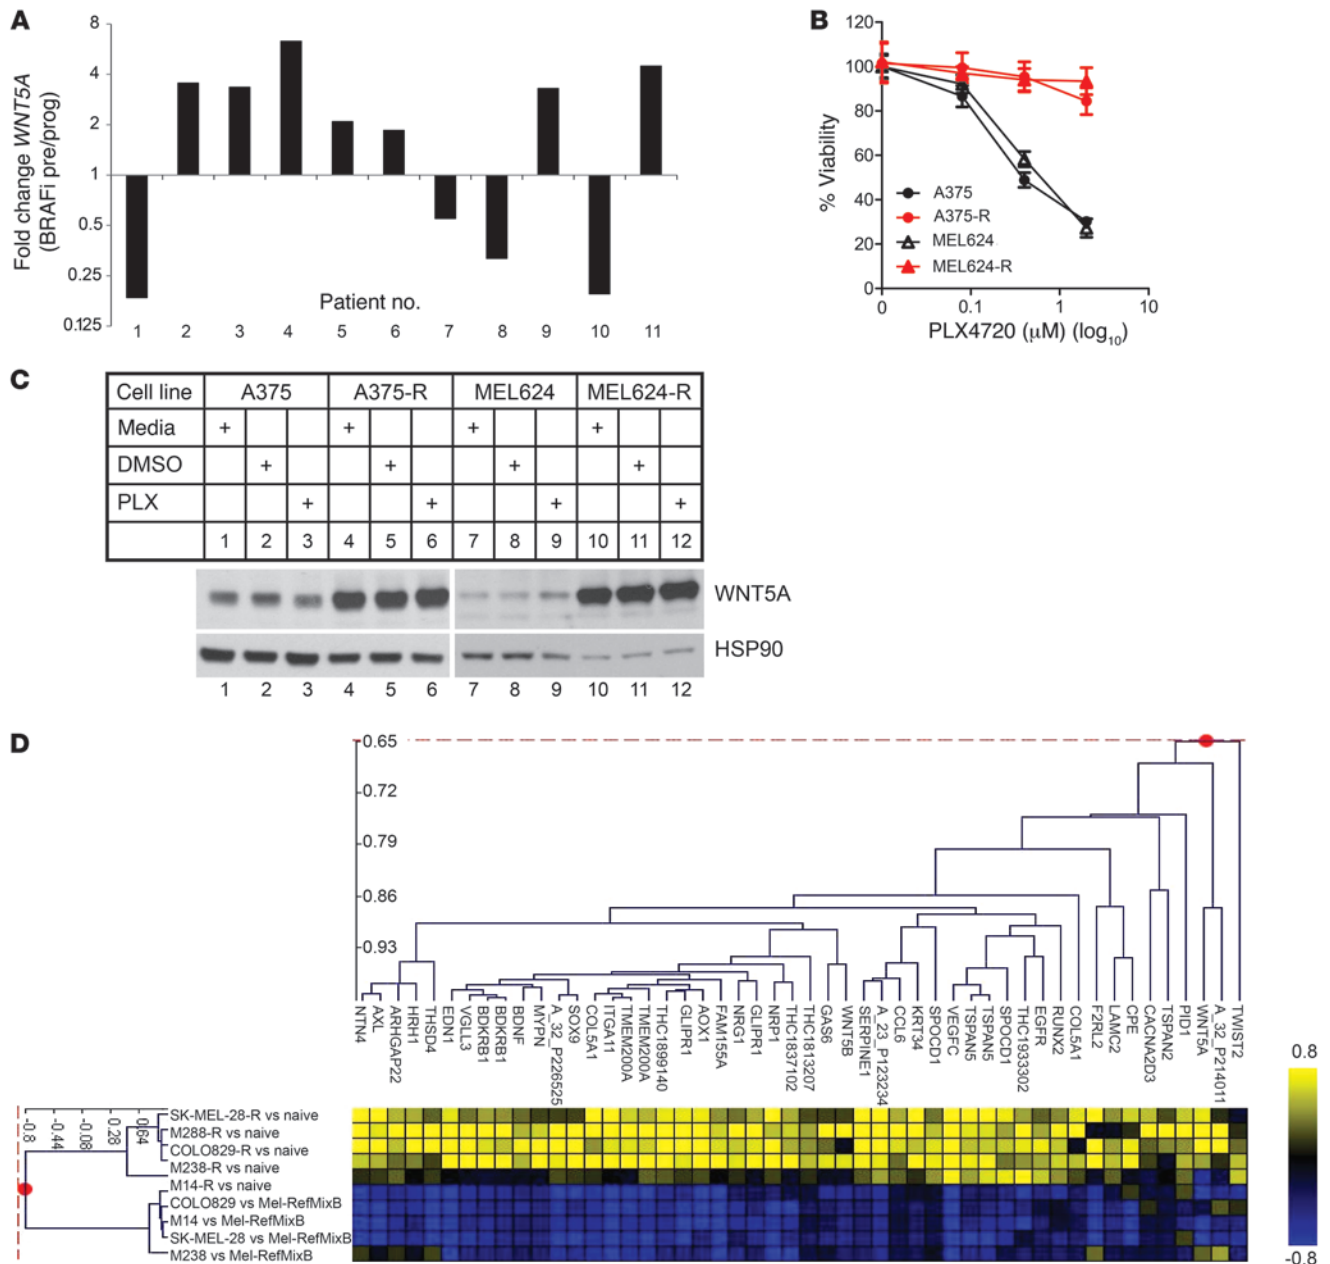 A
8
4
2
1
0.5
0.25
0.125
Fold change WNT5A
(BRAFi pre/prog)
Patient no.
1 2 3 4 5 6 7 8 9 10 11
B
120
100
80
60
40
20
0
% Viability
A375
A375-R
MEL624
MEL624-R
0 0.1 1 10
PLX4720 (μM) (log10)
C
Cell line A375 A375-R MEL624 MEL624-R
Media + + + +
DMSO + + + +
PLX + + + +
1 2 3 4 5 6 7 8 9 10 11 12
WNT5A
HSP90
1 2 3 4 5 6 7 8 9 10 11 12
D
0.65
0.72
0.79
0.86
0.93
NTN4
AXL
ARHGAP22
HRH1
THSD4
EDN1
VGLL3
BDKRB1
BDKRB1
BDNF
MYPN
A_32_P226525
SOX9
COL5A1
ITGA11
TMEM200A
TMEM200A
THC1899140
GLIPR1
AOX1
FAM155A
NRG1
GLIPR1
NRP1
THC1837102
THC1813207
GAS6
WNT5B
SERPINE1
A_23_P123234
CCL6
KRT34
SPOCD1
VEGFC
TSPAN5
TSPAN5
SPOCD1
THC1933302
EGFR
RUNX2
COL5A1
F2RL2
LAMC2
CPE
CACNA2D3
TSPAN2
PID1
WNT5A
A_32_P214011
TWIST2
-0.8
-0.44
-0.08
0.28
0.64
SK-MEL-28-R vs naive
M288-R vs naive
COLO829-R vs naive
M238-R vs naive
M14-R vs naive
COLO829 vs Mel-RefMixB
M14 vs Mel-RefMixB
SK-MEL-28 vs Mel-RefMixB
M238 vs Mel-RefMixB
0.8
-0.8